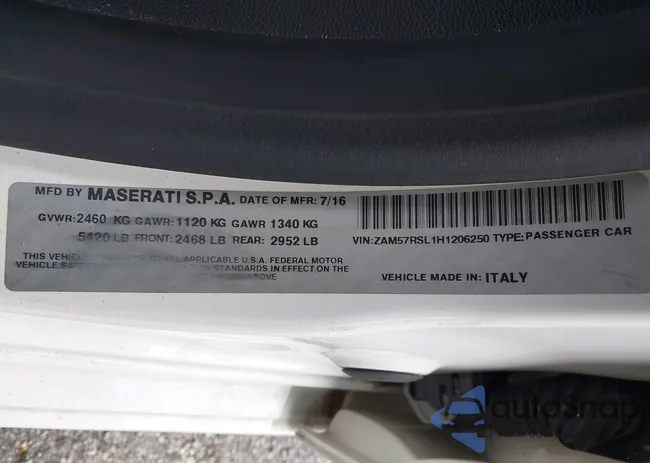 MFD BY MASERATI S.P.A. DATE OF MFR: 7/16
GVWR: 2460 KG GAWR: 1120 KG GAWR 1340 KG
5420 LB FRONT: 2468 LB REAR: 2952 LB
THIS VEHICLE CONFORMS TO ALL APPLICABLE U.S.A. FEDERAL MOTOR
VEHICLE STANDARDS IN EFFECT ON THE
ABOVE
VIN: ZAM57RSL1H1206250 TYPE: PASSENGER CAR
VEHICLE MADE IN: ITALY
autoSnap